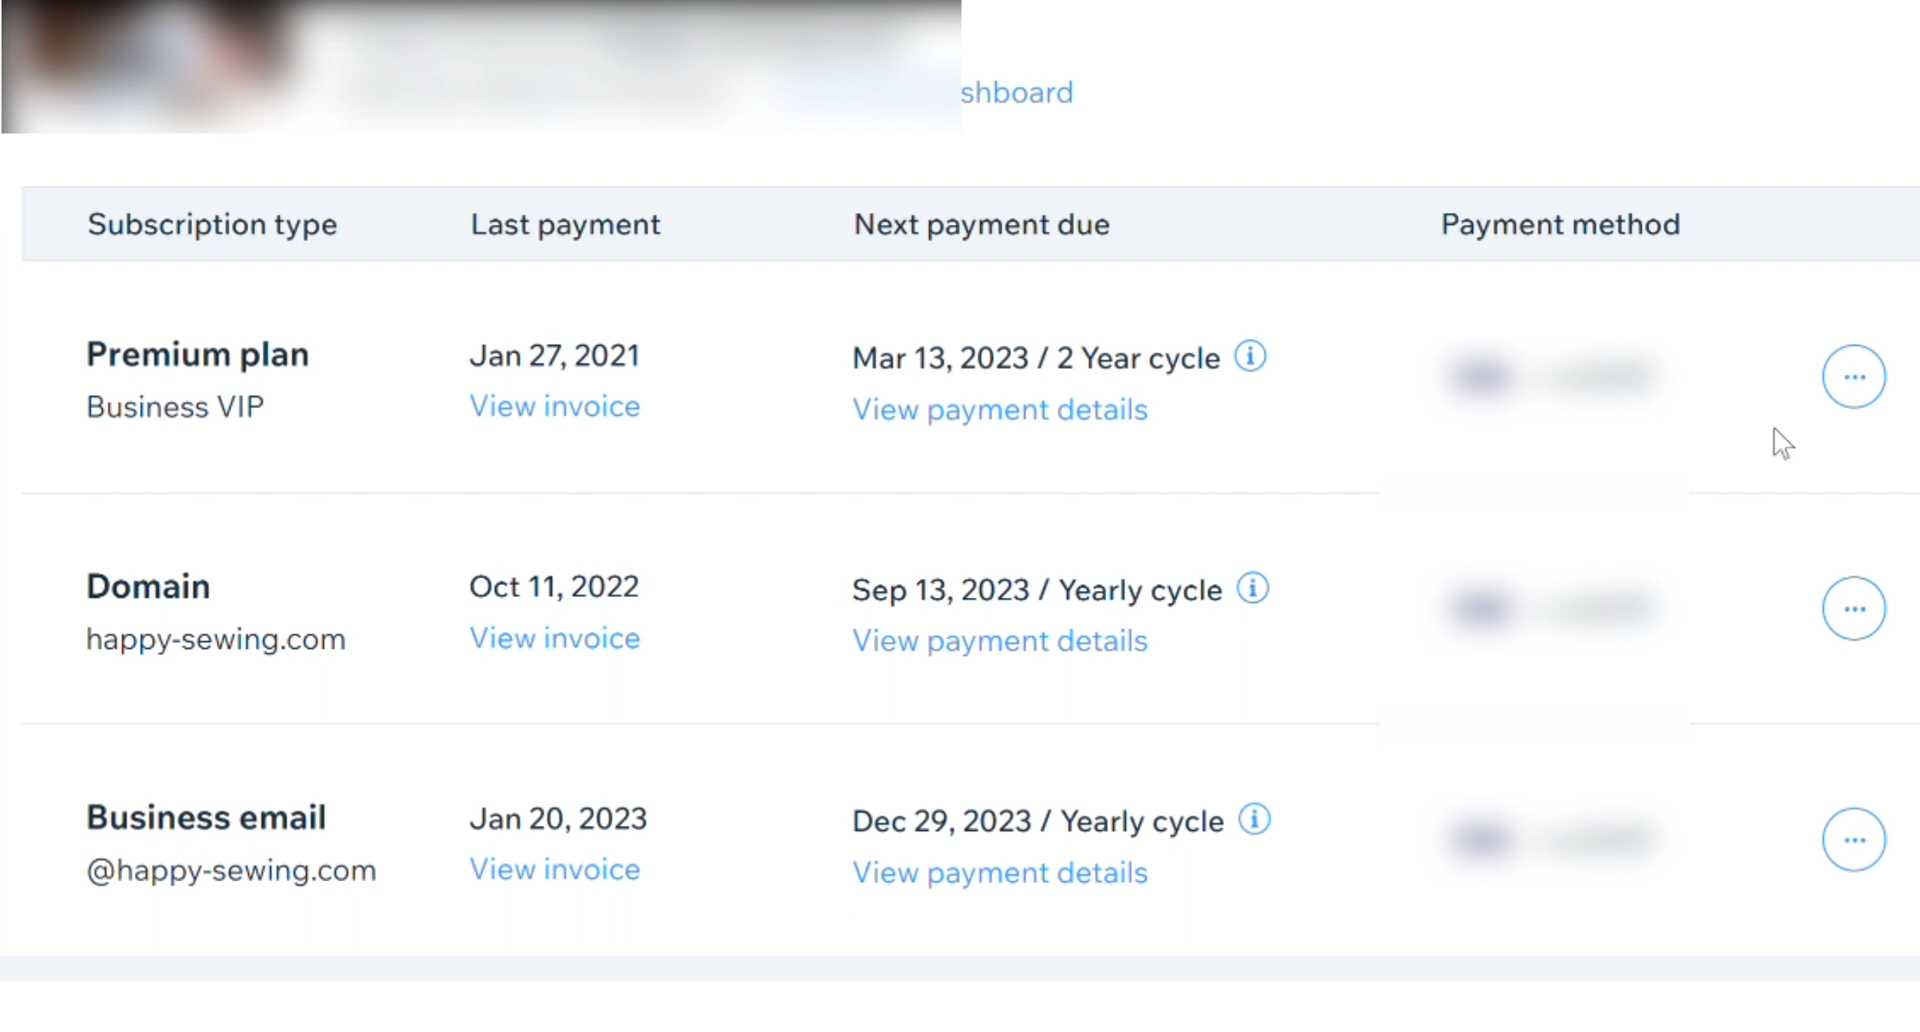 shboard
Subscription type Last payment Next payment due Payment method
Premium plan Jan 27, 2021 Mar 13, 2023 / 2 Year cycle
Business VIP View invoice View payment details
Domain Oct 11, 2022 Sep 13, 2023 / Yearly cycle
happy-sewing.com View invoice View payment details
Business email Jan 20, 2023 Dec 29, 2023 / Yearly cycle
@happy-sewing.com View invoice View payment details